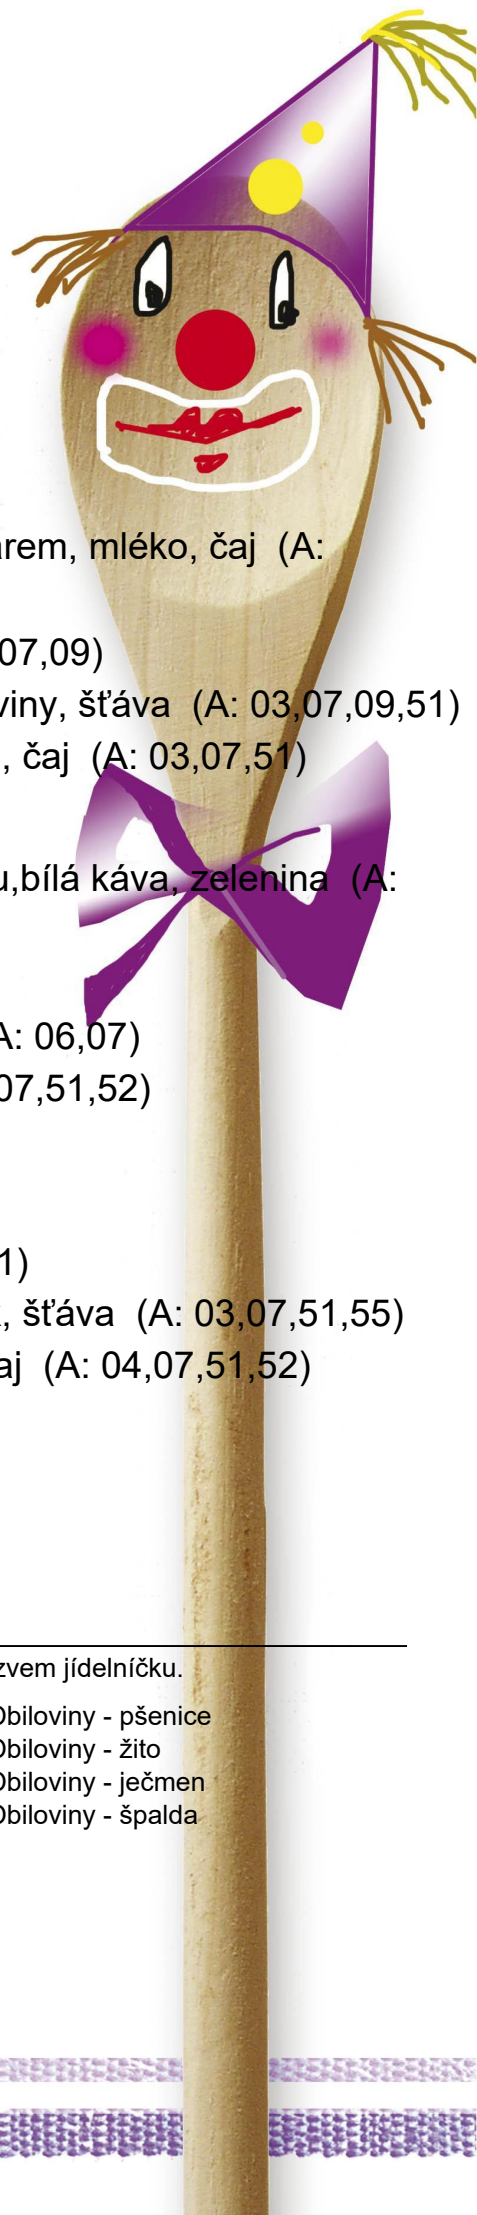 arem, mléko, čaj (A:
07,09)
viny, šťáva (A: 03,07,09,51)
, čaj (A: 03,07,51)
u,bílá káva, zelenina (A:
A: 06,07)
07,51,52)
1)
, šťáva (A: 03,07,51,55)
aj (A: 04,07,51,52)
zvem jídelníčku.
Obiloviny - pšenice
Obiloviny - žito
Obiloviny - ječmen
Obiloviny - špalda